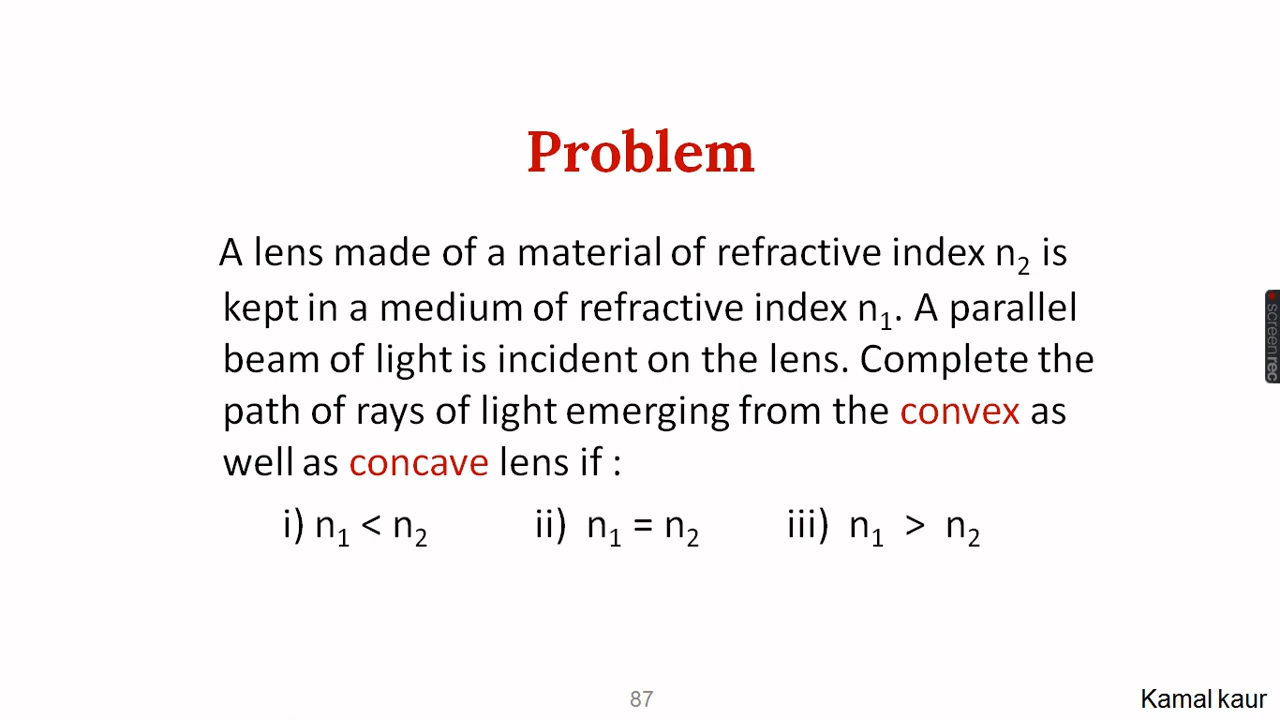 Problem
A lens made of a material of refractive index n₂ is
kept in a medium of refractive index n₁. A parallel
beam of light is incident on the lens. Complete the
path of rays of light emerging from the convex as
well as concave lens if :
i) n₁ < n₂ ii) n₁ = n₂ iii) n₁ > n₂
screenrec
87
Kamal kaur